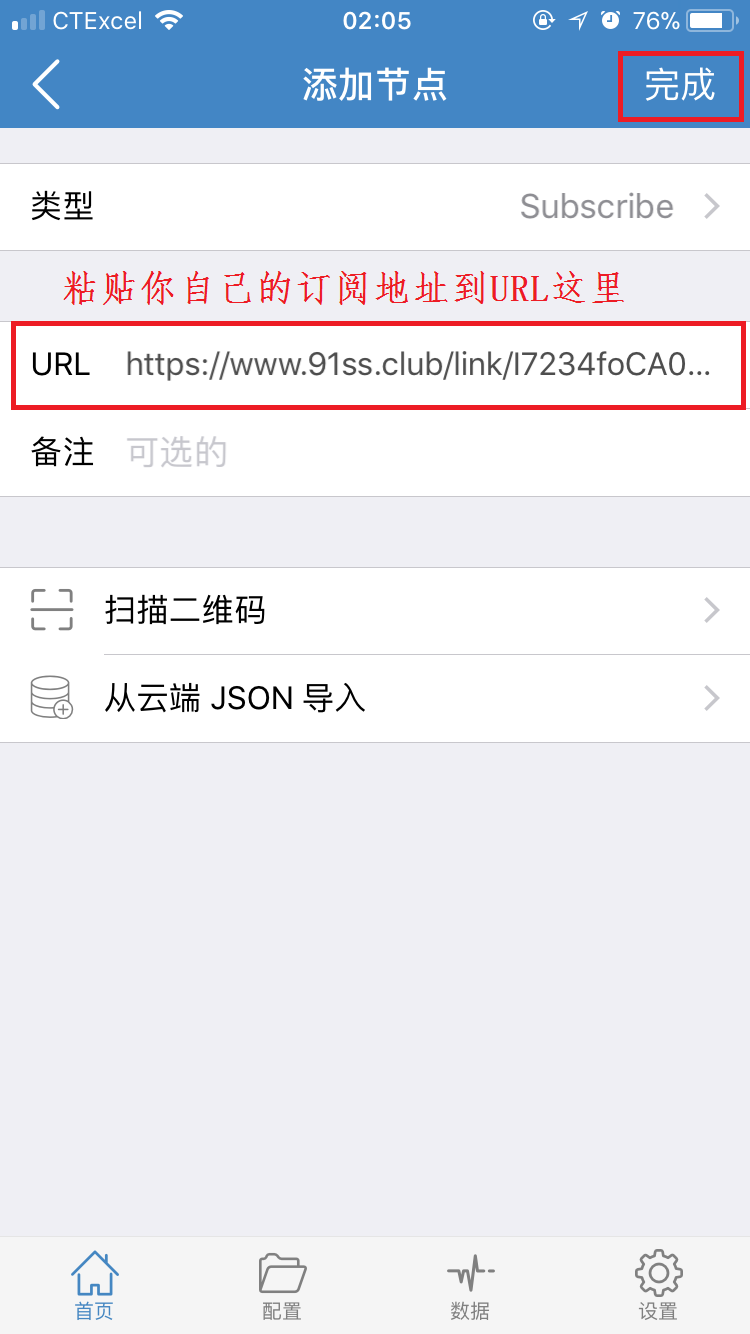 CTExcel 02:05 76%
添加节点 完成
类型 Subscribe
粘贴你自己的订阅地址到URL这里
URL https://www.91ss.club/link/I7234foCA0...
备注 可选的
扫描二维码
从云端 JSON 导入
首页 配置 数据 设置